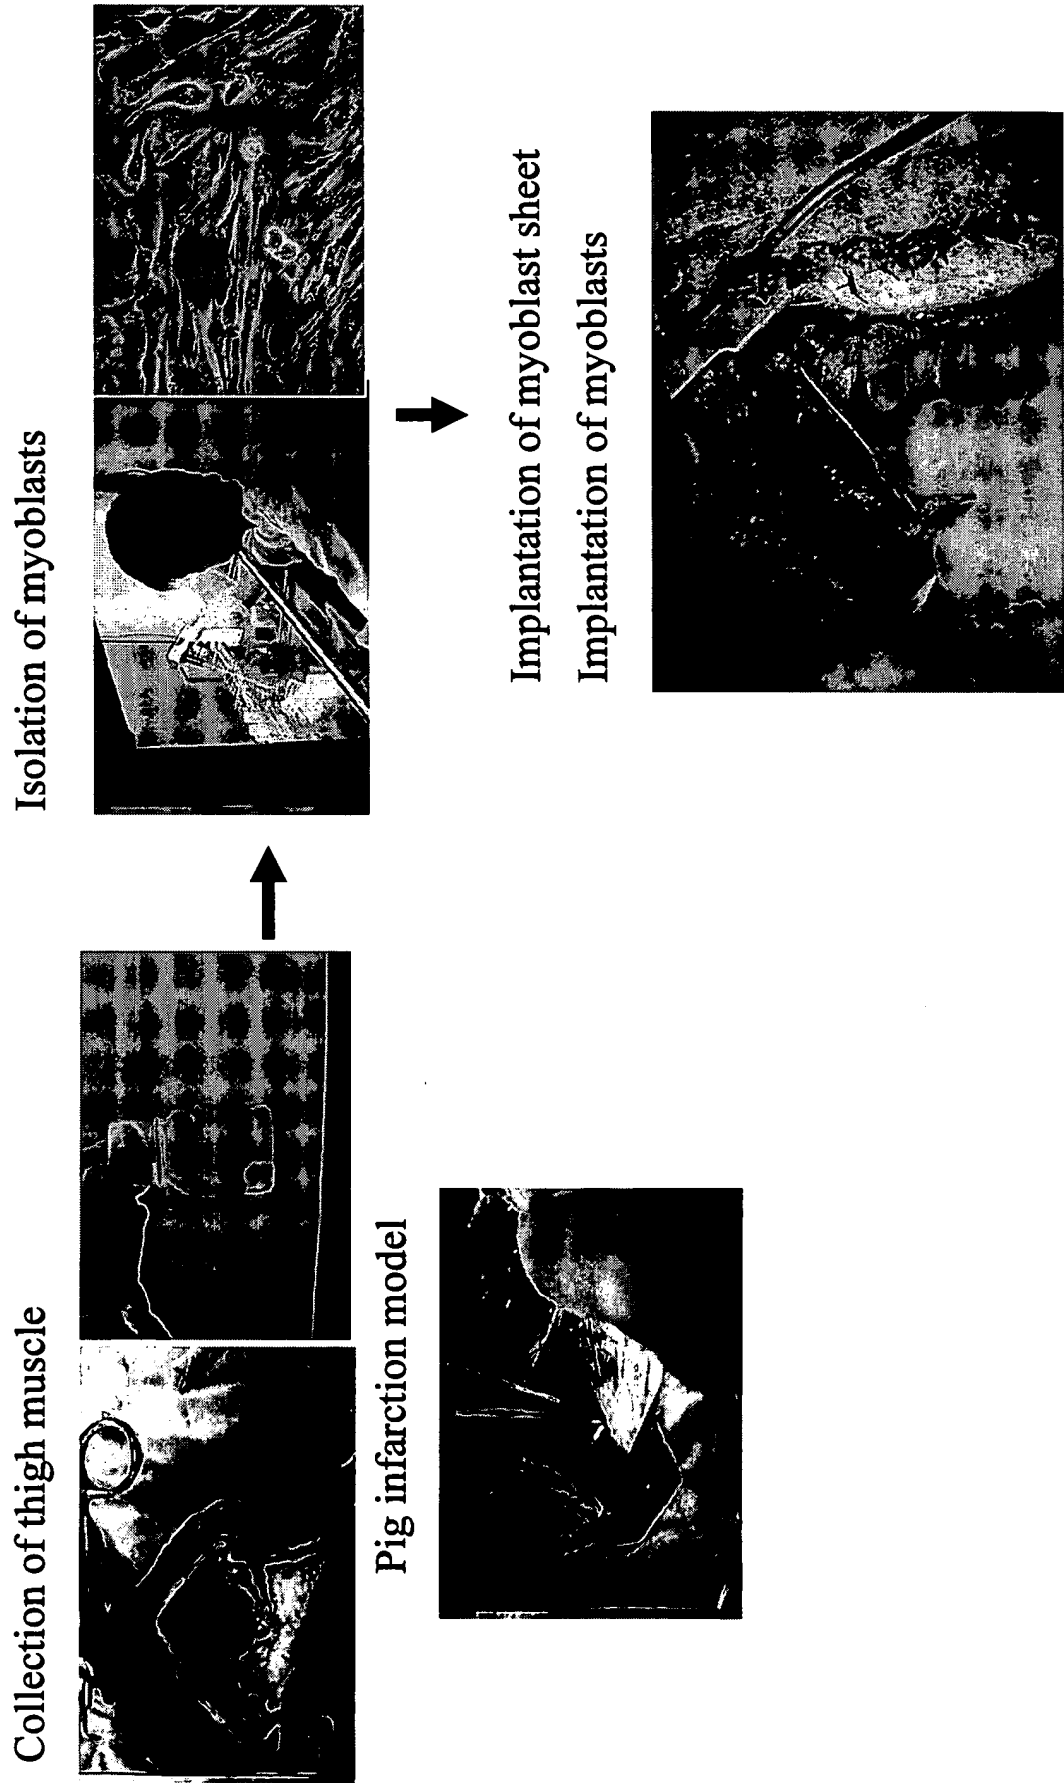 Collection of thigh muscle
Isolation of myoblasts
Pig infarction model
Implantation of myoblast sheet
Implantation of myoblasts